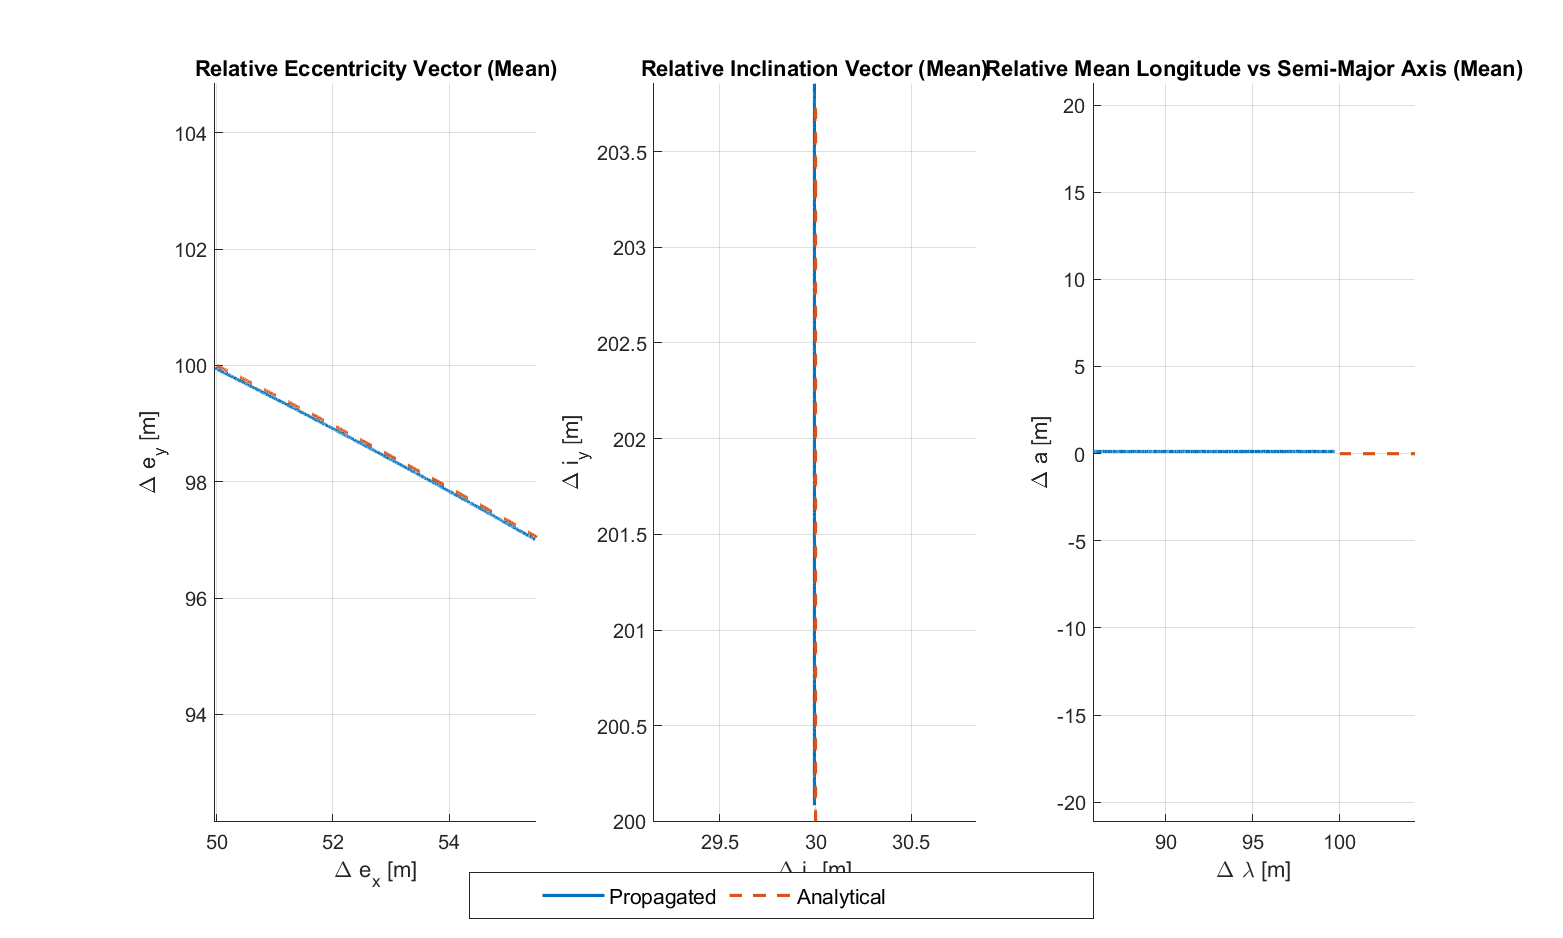 Relative Eccentricity Vector (Mean)
104
102
100
98
96
94
50
52
54
Δ e_y [m]
Δ e_x [m]
Relative Inclination Vector (Mean)
203.5
203
202.5
202
201.5
201
200.5
200
29.5
30
30.5
Δ i_y [m]
Δ i [m]
Relative Mean Longitude vs Semi-Major Axis (Mean)
20
15
10
5
0
-5
-10
-15
-20
90
95
100
Δ a [m]
Δ λ [m]
Propagated
Analytical